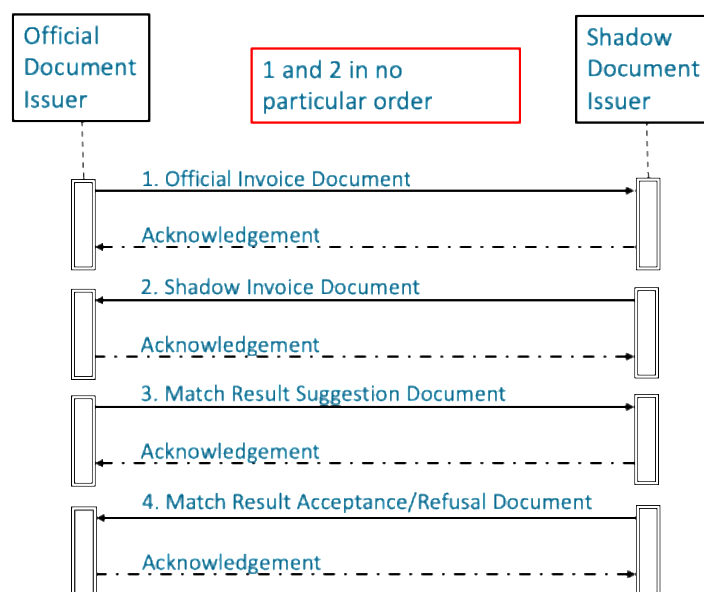 Official
Document
Issuer
1 and 2 in no
particular order
Shadow
Document
Issuer
1. Official Invoice Document
Acknowledgement
2. Shadow Invoice Document
Acknowledgement
3. Match Result Suggestion Document
Acknowledgement
4. Match Result Acceptance/Refusal Document
Acknowledgement